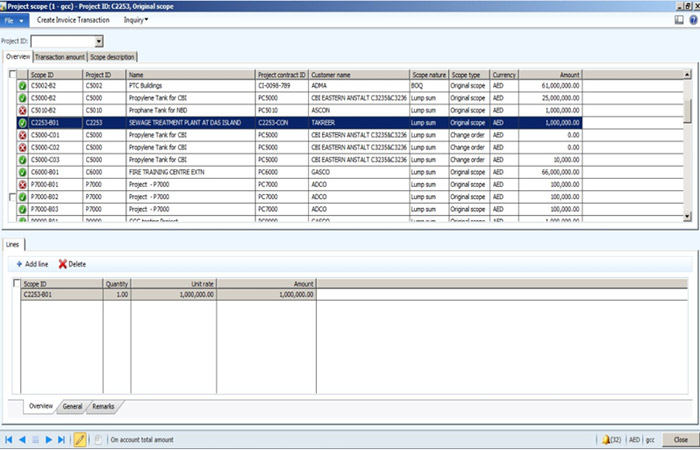 Project scope (1 - gcc) - Project ID: C2253, Original scope
File Create Invoice Transaction Inquiry
Project ID:
Overview Transaction amount Scope description
Scope ID Project ID Name Project contract ID Customer name Scope nature Scope type Currency Amount
C5002-B2 C5002 PTC Buildings CI-0098-789 ADMA BOQ Original scope AED 61,000,000.00
C5000-B2 C5000 Propylene Tank for CBI PC5000 CBI EASTERN ANSTALT C3235&C3236 Lump sum Original scope AED 25,000,000.00
C5010-B2 C5010 Prophane Tank for NBD PC5010 ASCON Lump sum Original scope AED 1,000,000.00
C2253-B01 C2253 SEWAGE TREATMENT PLANT AT DAS ISLAND C2253-CON TAKREER Lump sum Original scope AED 1,000,000.00
C5000-C01 C5000 Propylene Tank for CBI PC5000 CBI EASTERN ANSTALT C3235&C3236 Lump sum Change order AED 0.00
C5000-C02 C5000 Propylene Tank for CBI PC5000 CBI EASTERN ANSTALT C3235&C3236 Lump sum Change order AED 0.00
C5000-C03 C5000 Propylene Tank for CBI PC5000 CBI EASTERN ANSTALT C3235&C3236 Lump sum Change order AED 10,000.00
C6000-B01 C6000 FIRE TRAINING CENTRE EXTN PC6000 GASCO Lump sum Original scope AED 66,000,000.00
P7000-B01 P7000 Project - P7000 PC7000 ADCO Lump sum Original scope AED 100,000.00
P7000-B02 P7000 Project - P7000 PC7000 ADCO Lump sum Original scope AED 100,000.00
P7000-B03 P7000 Project - P7000 PC7000 ADCO Lump sum Original scope AED 100,000.00
Lines
Add line Delete
Scope ID Quantity Unit rate Amount
C2253-B01 1.00 1,000,000.00 1,000,000.00
Overview General Remarks
On account total amount (32) AED gcc Close